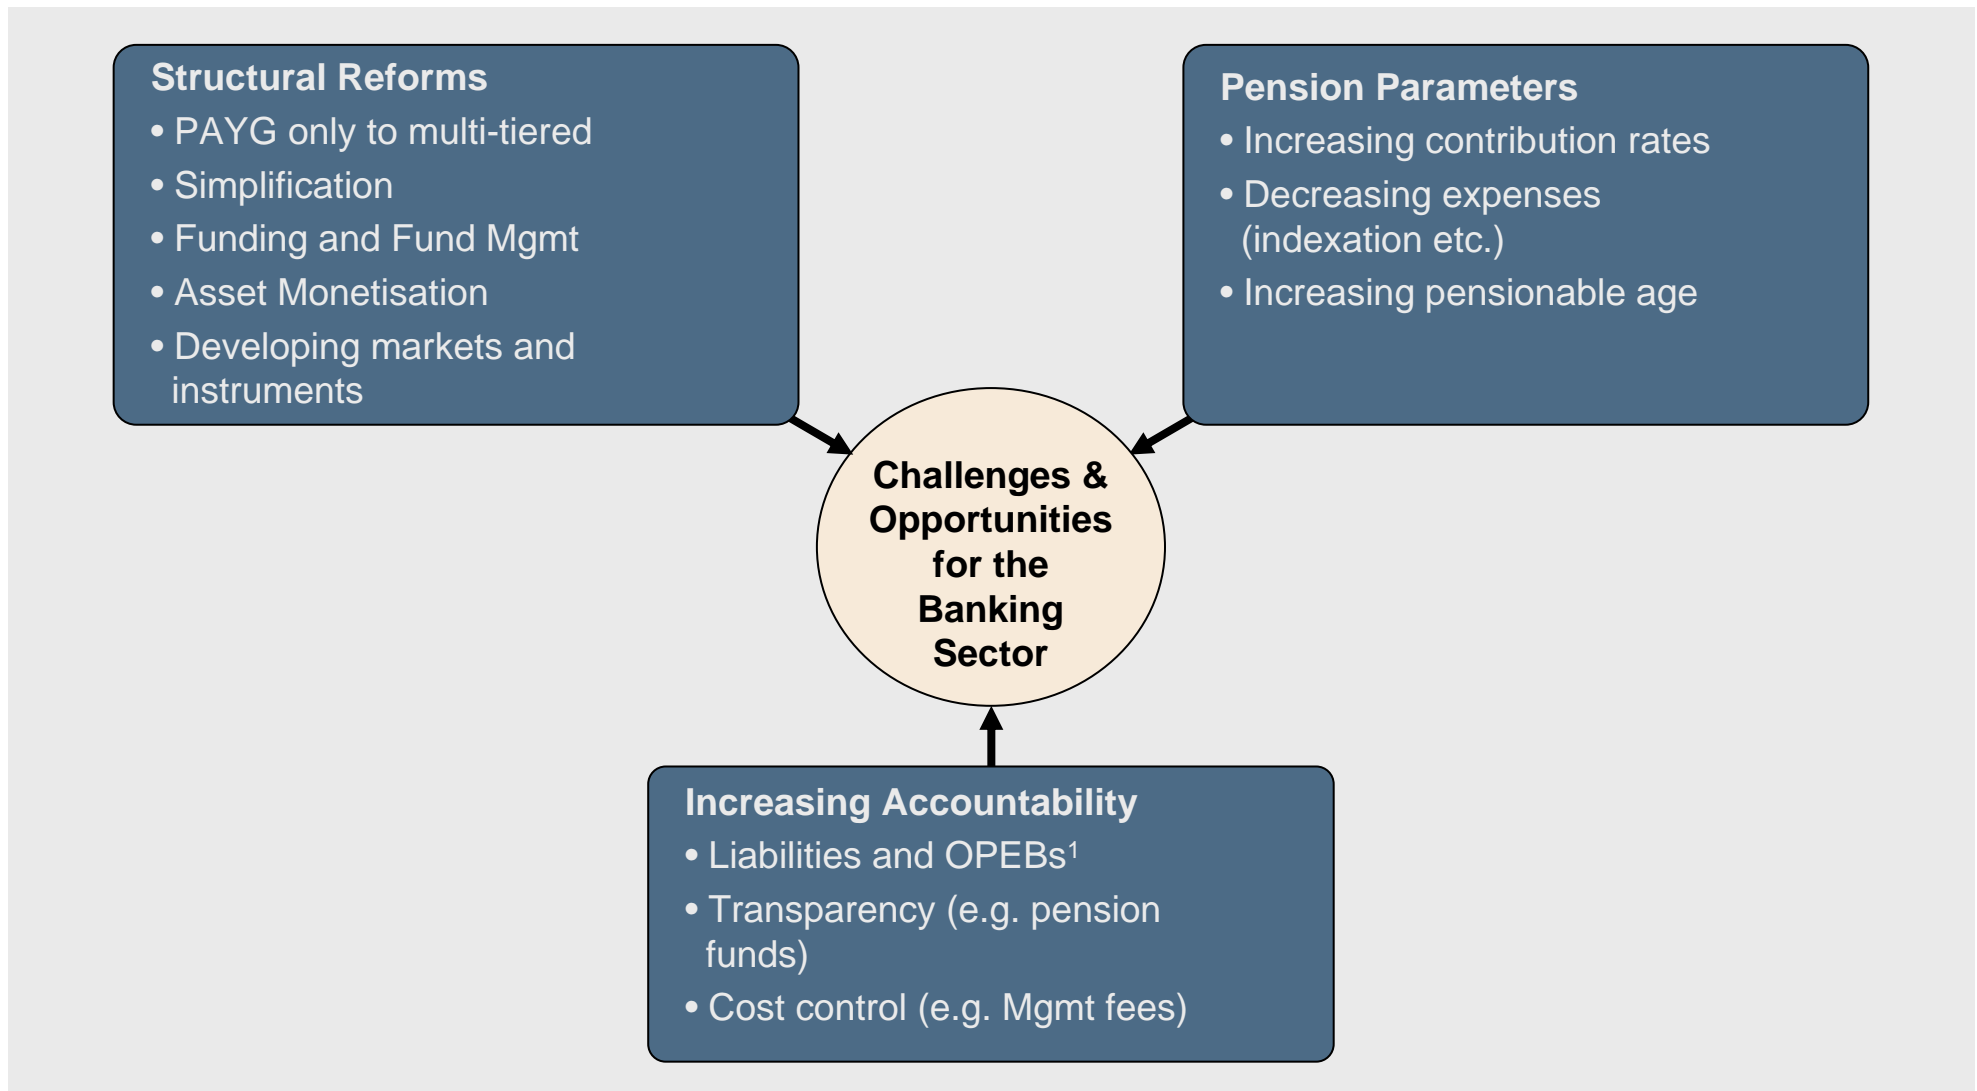 Structural Reforms
• PAYG only to multi-tiered
• Simplification
• Funding and Fund Mgmt
• Asset Monetisation
• Developing markets and
instruments
Pension Parameters
• Increasing contribution rates
• Decreasing expenses
(indexation etc.)
• Increasing pensionable age
Challenges &
Opportunities
for the
Banking
Sector
Increasing Accountability
• Liabilities and OPEBs¹
• Transparency (e.g. pension
funds)
• Cost control (e.g. Mgmt fees)